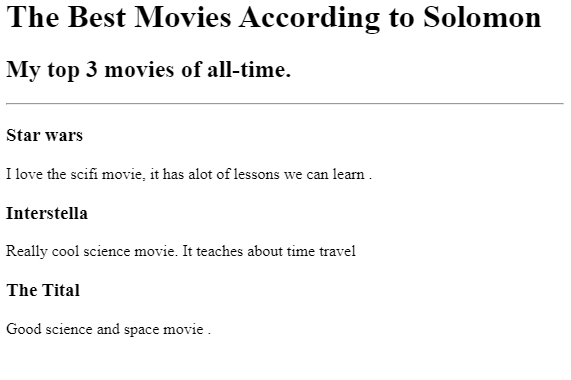 The Best Movies According to Solomon
My top 3 movies of all-time.
Star wars
I love the scifi movie, it has alot of lessons we can learn .
Interstella
Really cool science movie. It teaches about time travel
The Tital
Good science and space movie .